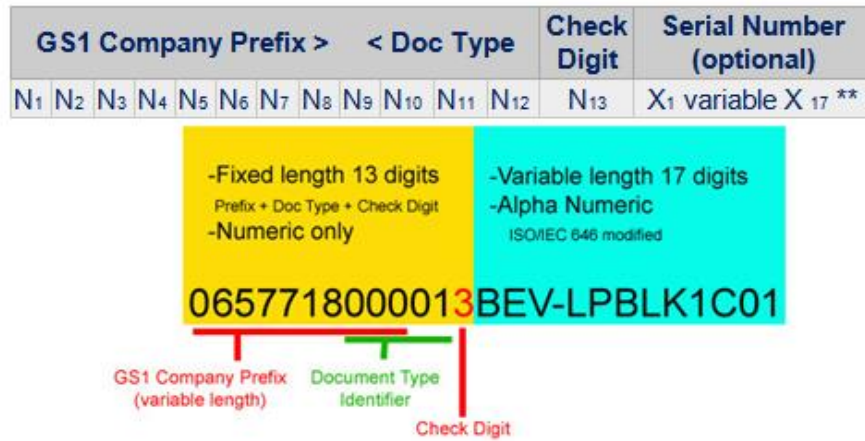 GS1 Company Prefix > < Doc Type Check Digit Serial Number (optional)
N1 N2 N3 N4 N5 N6 N7 N8 N9 N10 N11 N12 N13 X1 variable X 17 **
-Fixed length 13 digits
Prefix + Doc Type + Check Digit
-Numeric only
-Variable length 17 digits
-Alpha Numeric
ISO/IEC 646 modified
0657718000013BEV-LPBLK1C01
GS1 Company Prefix
(variable length)
Document Type
Identifier
Check Digit